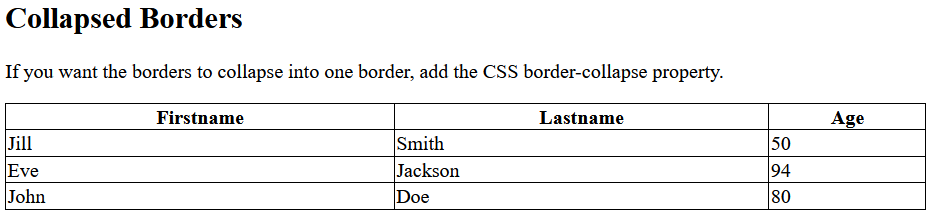 Collapsed Borders
If you want the borders to collapse into one border, add the CSS border-collapse property.
Firstname Lastname Age
Jill Smith 50
Eve Jackson 94
John Doe 80